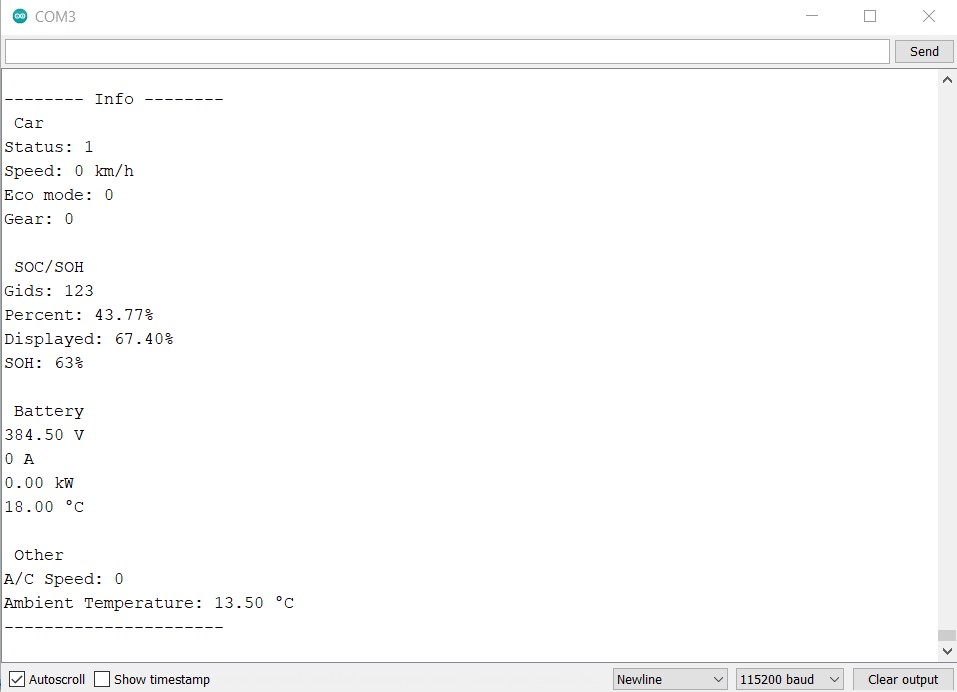 COM3
Send
-------- Info --------
Car
Status: 1
Speed: 0 km/h
Eco mode: 0
Gear: 0
SOC/SOH
Gids: 123
Percent: 43.77%
Displayed: 67.40%
SOH: 63%
Battery
384.50 V
0 A
0.00 kW
18.00 °C
Other
A/C Speed: 0
Ambient Temperature: 13.50 °C
----------------------
Autoscroll Show timestamp Newline 115200 baud Clear output